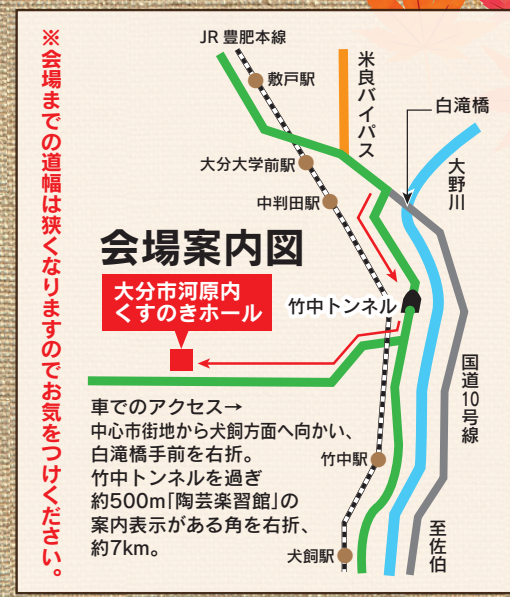 ※会場までの道幅は狭くなりますのでお気をつけください。
JR 豊肥本線
敷戸駅
米良バイパス
白滝橋
大野川
大分大学前駅
中判田駅
会場案内図
大分市河原内
くすのきホール
竹中トンネル
国道10号線
車でのアクセス→
中心市街地から犬飼方面へ向かい、
白滝橋手前を右折。
竹中トンネルを過ぎ
約500m「陶芸楽習館」の
案内表示がある角を右折、
約7km。
竹中駅
犬飼駅
至佐伯